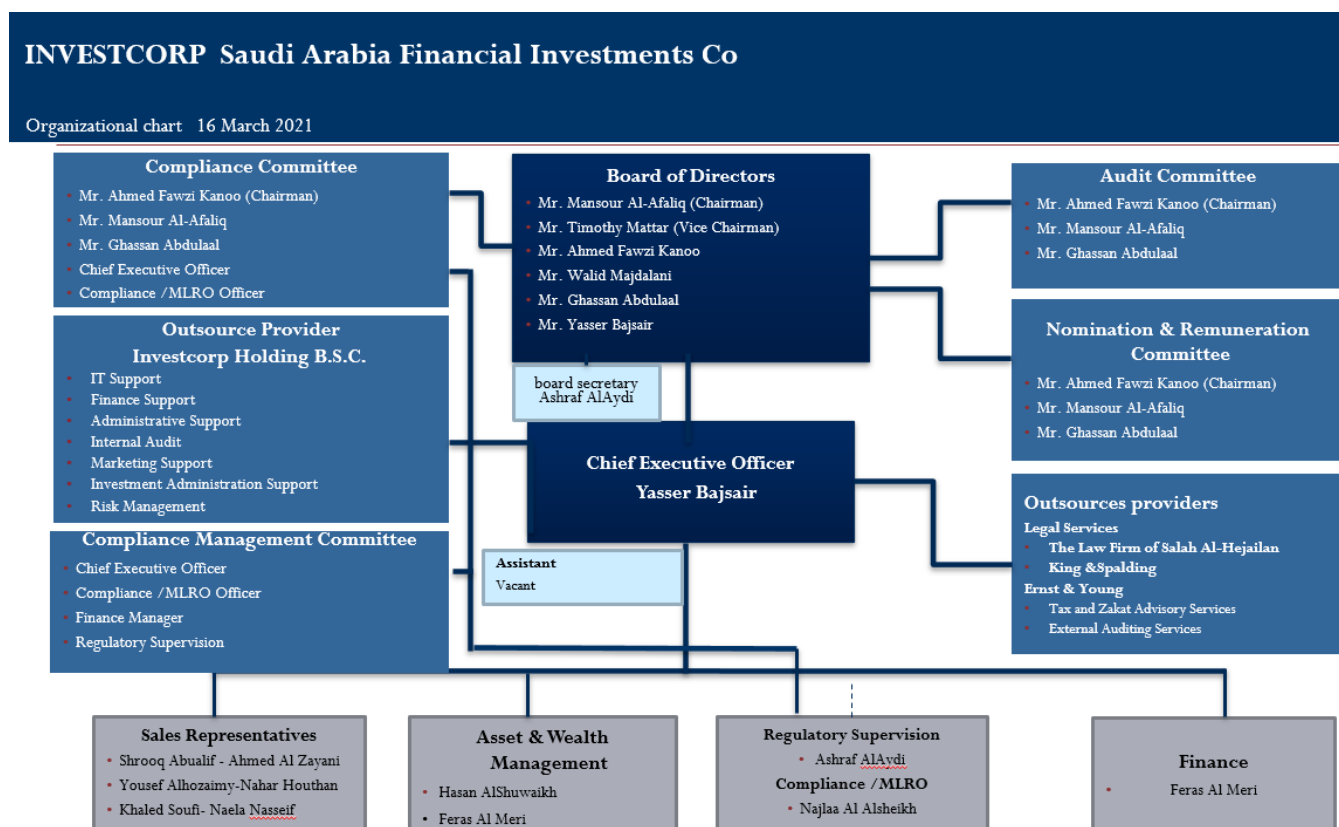 INVESTCORP Saudi Arabia Financial Investments Co
Organizational chart 16 March 2021
Compliance Committee
• Mr. Ahmed Fawzi Kanoo (Chairman)
• Mr. Mansour Al-Afaliq
• Mr. Ghassan Abdulaal
• Chief Executive Officer
• Compliance /MLRO Officer
Board of Directors
• Mr. Mansour Al-Afaliq (Chairman)
• Mr. Timothy Mattar (Vice Chairman)
• Mr. Ahmed Fawzi Kanoo
• Mr. Walid Majdalani
• Mr. Ghassan Abdulaal
• Mr. Yasser Bajsair
Audit Committee
• Mr. Ahmed Fawzi Kanoo (Chairman)
• Mr. Mansour Al-Afaliq
• Mr. Ghassan Abdulaal
Outsource Provider
Investcorp Holding B.S.C.
• IT Support
• Finance Support
• Administrative Support
• Internal Audit
• Marketing Support
• Investment Administration Support
• Risk Management
board secretary
Ashraf AlAydi
Nomination & Remuneration
Committee
• Mr. Ahmed Fawzi Kanoo (Chairman)
• Mr. Mansour Al-Afaliq
• Mr. Ghassan Abdulaal
Chief Executive Officer
Yasser Bajsair
Outsources providers
Legal Services
• The Law Firm of Salah Al-Hejailan
• King &Spalding
Ernst & Young
• Tax and Zakat Advisory Services
• External Auditing Services
Compliance Management Committee
• Chief Executive Officer
• Compliance /MLRO Officer
• Finance Manager
• Regulatory Supervision
Assistant
Vacant
Sales Representatives
• Shrooq Abualif - Ahmed Al Zayani
• Yousef Alhozaimy-Nahar Houthan
• Khaled Soufi- Naela Nasseif
Asset & Wealth
Management
• Hasan AlShuwaikh
• Feras Al Meri
Regulatory Supervision
• Ashraf AlAydi
Compliance /MLRO
• Najlaa Al Alsheikh
Finance
• Feras Al Meri